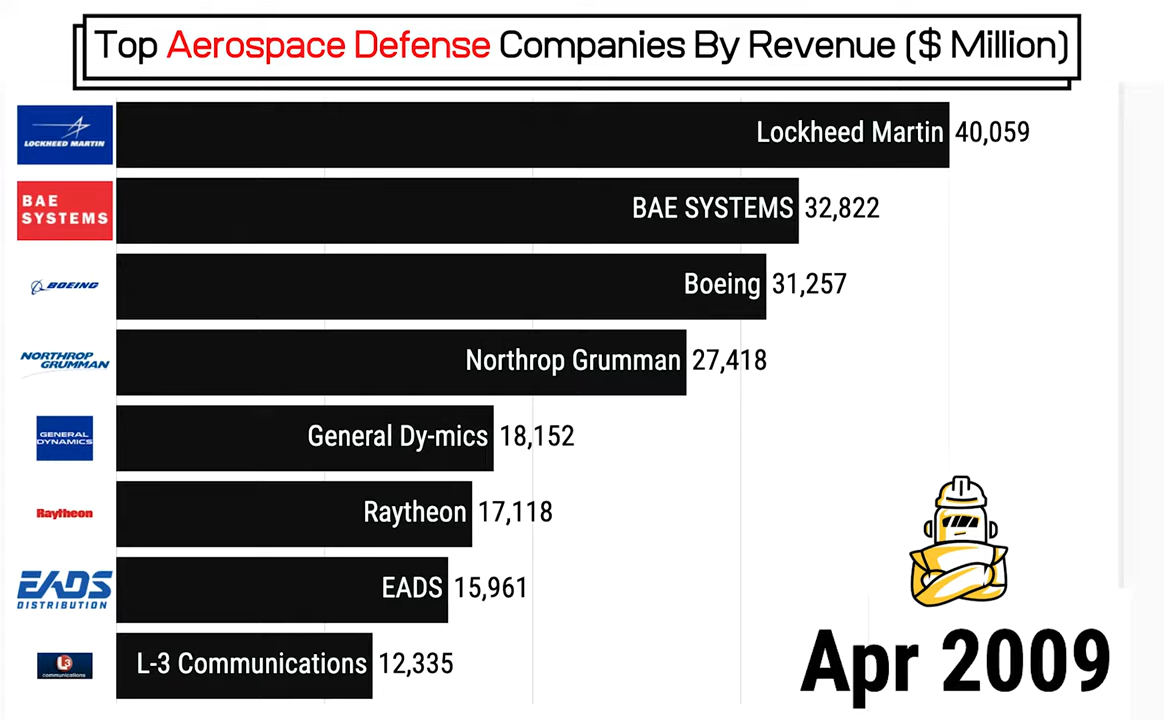 Top Aerospace Defense Companies By Revenue ($ Million)
LOCKHEED MARTIN
Lockheed Martin 40,059
BAE
SYSTEMS
BAE SYSTEMS 32,822
BOEING
Boeing 31,257
NORTHROP
GRUMMAN
Northrop Grumman 27,418
GENERAL
DYNAMICS
General Dy-mics 18,152
Raytheon
Raytheon 17,118
EADS
DISTRIBUTION
EADS 15,961
L3
communications
L-3 Communications 12,335
Apr 2009